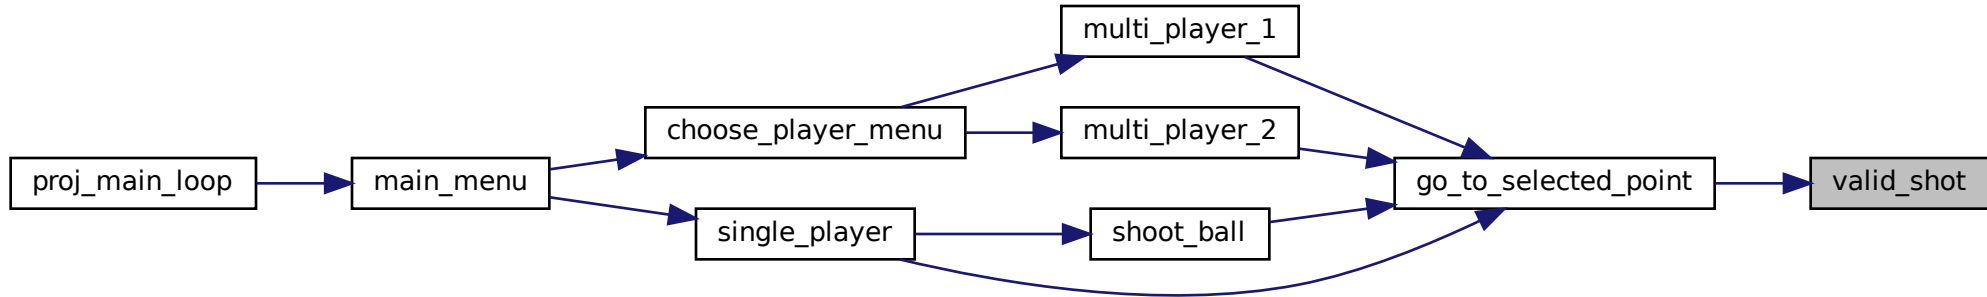 multi_player_1
choose_player_menu
multi_player_2
proj_main_loop
main_menu
go_to_selected_point
valid_shot
single_player
shoot_ball